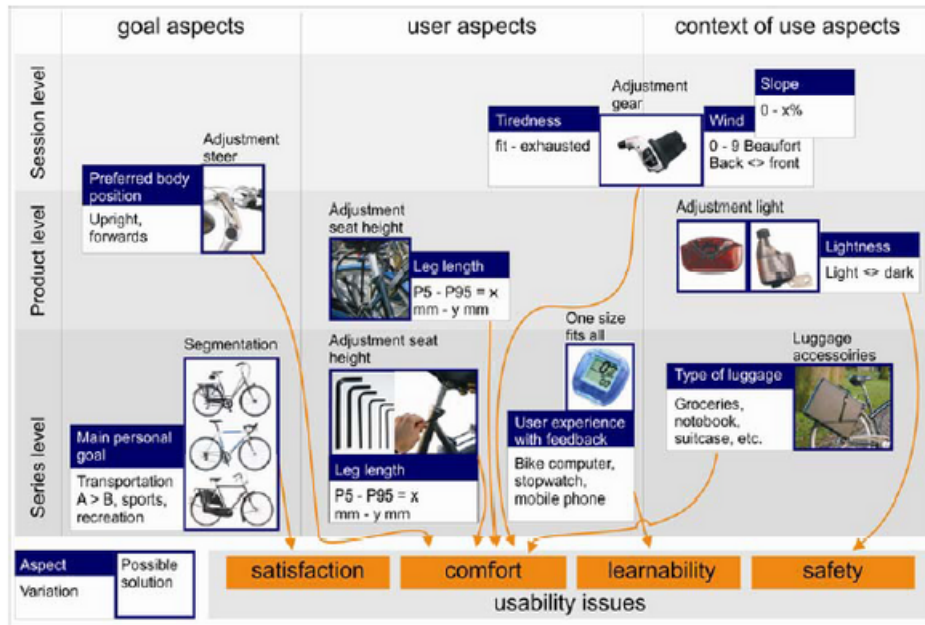 goal aspects
user aspects
context of use aspects
Session level
Product level
Series level
Adjustment
steer
Preferred body
position
Upright,
forwards
Tiredness
fit - exhausted
Adjustment
gear
Wind
0 - 9 Beaufort
Back <> front
Slope
0 - x%
Adjustment
seat height
Leg length
P5 - P95 = x
mm - y mm
Adjustment light
Lightness
Light <> dark
Segmentation
Main personal
goal
Transportation
A > B, sports,
recreation
Adjustment seat
height
Leg length
P5 - P95 = x
mm - y mm
One size
fits all
User experience
with feedback
Bike computer,
stopwatch,
mobile phone
Luggage
accessoiries
Type of luggage
Groceries,
notebook,
suitcase, etc.
Aspect
Variation
Possible
solution
satisfaction
comfort
learnability
safety
usability issues